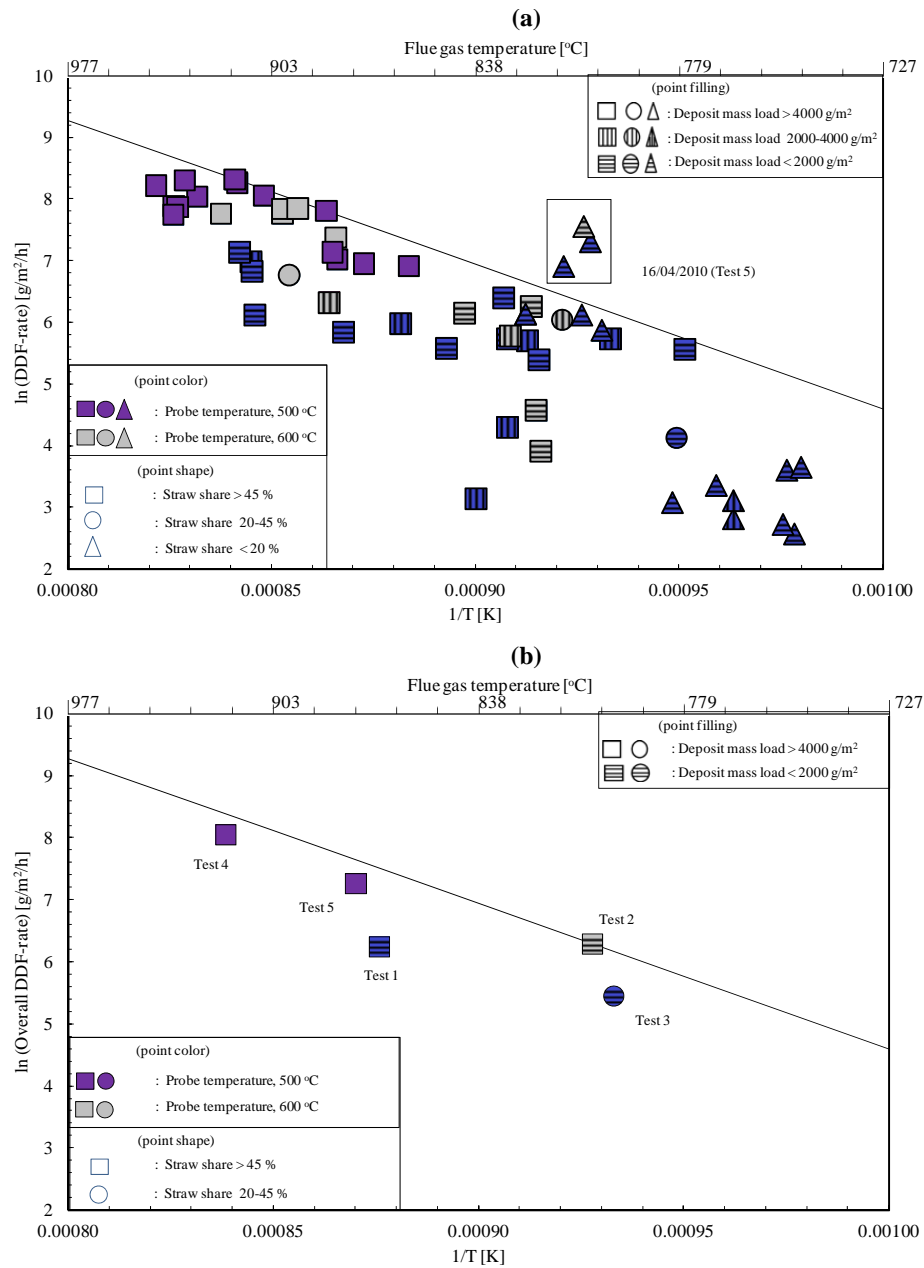 (a)
Flue gas temperature [°C]
977 903 838 779 727
10
9
8
7
6
5
4
3
2
ln (DDF-rate) [g/m²/h]
(point filling)
: Deposit mass load > 4000 g/m²
: Deposit mass load 2000-4000 g/m²
: Deposit mass load < 2000 g/m²
16/04/2010 (Test 5)
(point color)
: Probe temperature, 500 °C
: Probe temperature, 600 °C
(point shape)
: Straw share > 45 %
: Straw share 20-45 %
: Straw share < 20 %
0.00080 0.00085 0.00090 0.00095 0.00100
1/T [K]
(b)
Flue gas temperature [°C]
977 903 838 779 727
10
9
8
7
6
5
4
3
2
ln (Overall DDF-rate) [g/m²/h]
(point filling)
: Deposit mass load > 4000 g/m²
: Deposit mass load < 2000 g/m²
Test 4
Test 5
Test 1
Test 2
Test 3
(point color)
: Probe temperature, 500 °C
: Probe temperature, 600 °C
(point shape)
: Straw share > 45 %
: Straw share 20-45 %
0.00080 0.00085 0.00090 0.00095 0.00100
1/T [K]